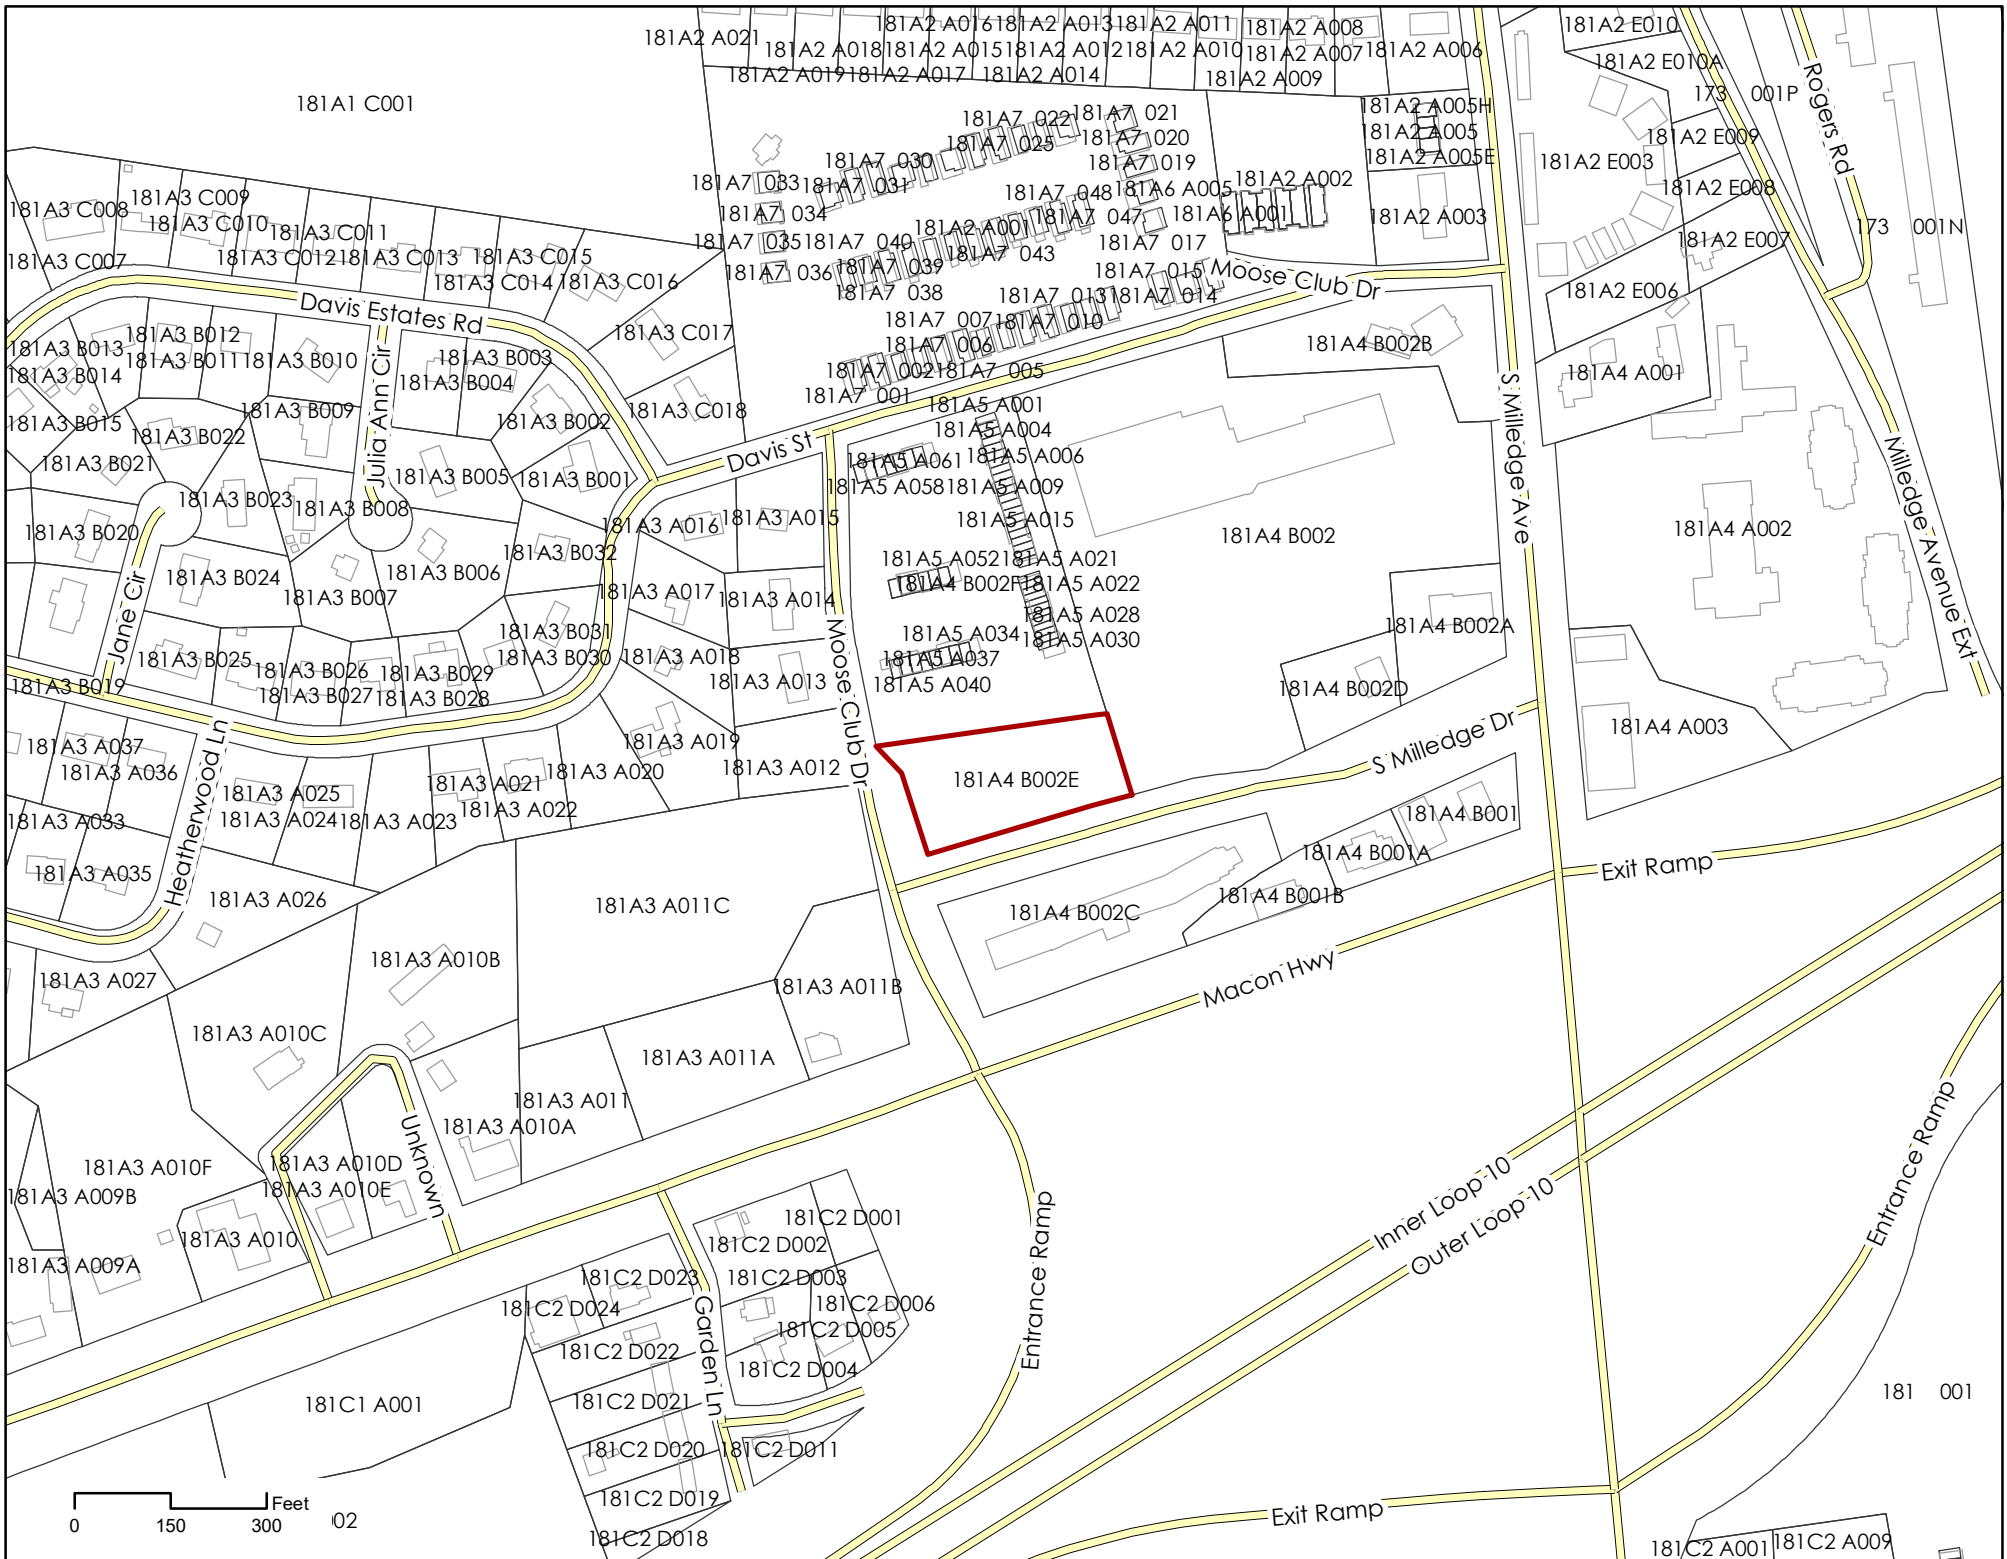 181A2 A021
181A2 A016
181A2 A013
181A2 A011
181A2 A008
181A2 A018
181A2 A015
181A2 A012
181A2 A010
181A2 A007
181A2 A006
181A2 A019
181A2 A017
181A2 A014
181A2 A009
181A2 E010
181A2 E010A
Rogers Rd
173 001P
181A1 C001
181A7 022
181A7 021
181A2 A005H
181A7 025
181A7 020
181A2 A005
181A2 E009
181A7 030
181A7 019
181A2 A005E
181A2 E003
181A7 033
181A7 031
181A7 048
181A6 A005
181A2 A002
181A2 E008
181A3 C008
181A3 C009
181A3 C010
181A3 C011
181A7 034
181A2 A001
181A7 047
181A6 A001
181A2 A003
173 001N
181A3 C007
181A3 C012
181A3 C013
181A3 C015
181A7 035
181A7 040
181A7 043
181A7 017
181A2 E007
181A3 C014
181A3 C016
181A7 036
181A7 039
181A7 015
Moose Club Dr
181A7 038
181A7 013
181A7 014
181A2 E006
Davis Estates Rd
181A3 C017
181A7 007
181A7 010
181A7 006
181A4 B002B
181A3 B013
181A3 B012
181A3 B011
181A3 B010
181A3 B003
181A3 B014
181A3 B004
181A7 002
181A7 005
181A4 A001
181A7 001
181A3 B015
181A3 B009
Julia Ann Cir
181A3 B002
181A3 C018
181A5 A001
S Milledge Ave
181A3 B022
181A5 A004
181A3 B021
181A3 B005
181A3 B001
Davis St
181A5 A061
181A5 A006
Milledge Avenue Ext
181A3 B023
181A3 B008
181A5 A058
181A5 A009
181A3 B020
181A3 A016
181A3 A015
181A5 A015
181A4 B002
181A4 A002
181A3 B032
181A5 A052
181A5 A021
Jane Cir
181A3 B024
181A3 B006
181A4 B002F
181A5 A022
181A3 B007
181A3 A017
181A3 A014
181A5 A028
181A3 B031
181A5 A034
181A5 A030
181A4 B002A
181A3 B025
181A3 B026
181A3 B029
181A3 B030
181A3 A018
Moose Club Dr
181A5 A037
181A3 B019
181A3 B027
181A3 B028
181A3 A013
181A5 A040
181A4 B002D
181A3 A037
Heatherwood Ln
181A3 A019
S Milledge Dr
181A4 A003
181A3 A036
181A3 A021
181A3 A020
181A3 A012
181A4 B002E
181A3 A025
181A3 A022
181A3 A033
181A3 A024
181A3 A023
181A4 B001
181A3 A035
181A4 B001A
Exit Ramp
181A3 A026
181A3 A011C
181A4 B002C
181A4 B001B
181A3 A027
181A3 A010B
181A3 A011B
Macon Hwy
181A3 A010C
181A3 A011A
181A3 A011
181A3 A010A
Unknown
181A3 A010F
181A3 A010D
181A3 A009B
181A3 A010E
Inner Loop 10
Outer Loop 10
Entrance Ramp
Entrance Ramp
181A3 A010
181C2 D001
181C2 D002
181A3 A009A
181C2 D023
181C2 D003
181C2 D024
181C2 D006
181C2 D005
181C2 D022
Garden Ln
181C2 D004
181C1 A001
181C2 D021
181 001
181C2 D020
181C2 D011
181C2 D019
Feet
0 150 300
002
Exit Ramp
181C2 D018
181C2 A001
181C2 A009